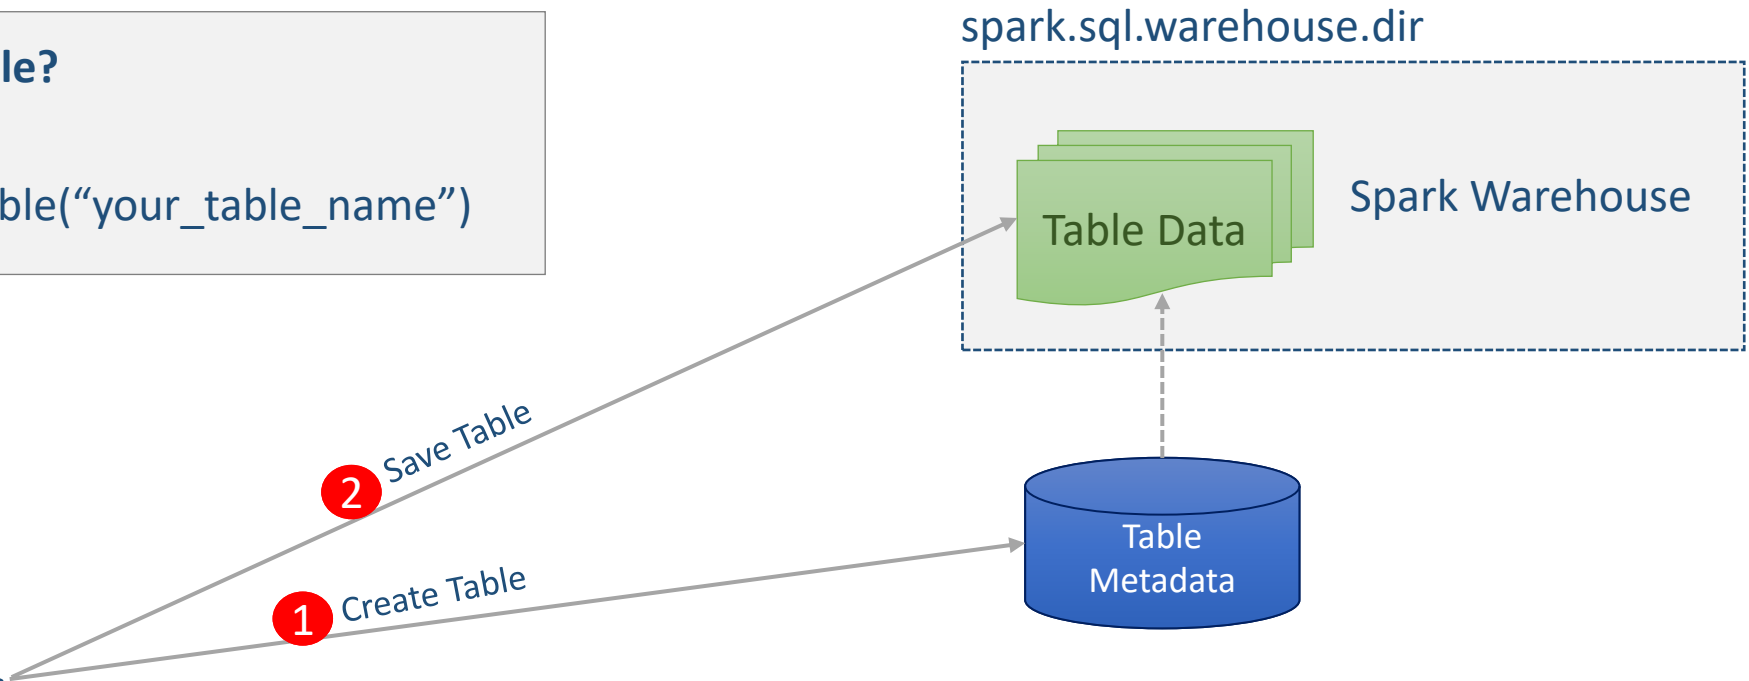 spark.sql.warehouse.dir
le?
ble(“your_table_name”)
Table Data
Spark Warehouse
2 Save Table
1 Create Table
Table
Metadata